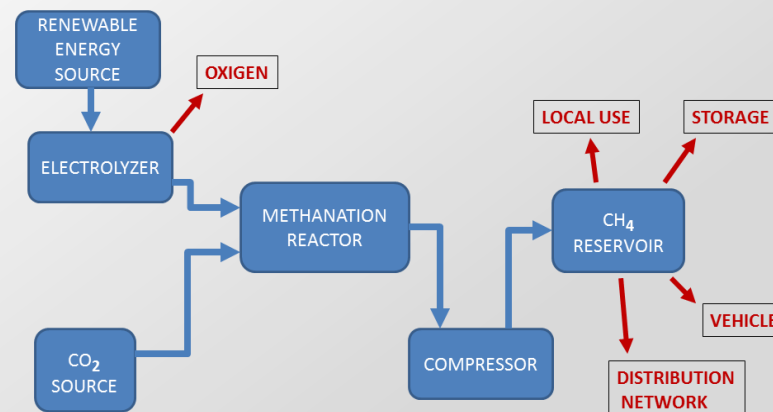 RENEWABLE
ENERGY
SOURCE
OXIGEN
ELECTROLYZER
METHANATION
REACTOR
CO₂
SOURCE
COMPRESSOR
LOCAL USE
STORAGE
CH₄
RESERVOIR
VEHICLE
DISTRIBUTION
NETWORK